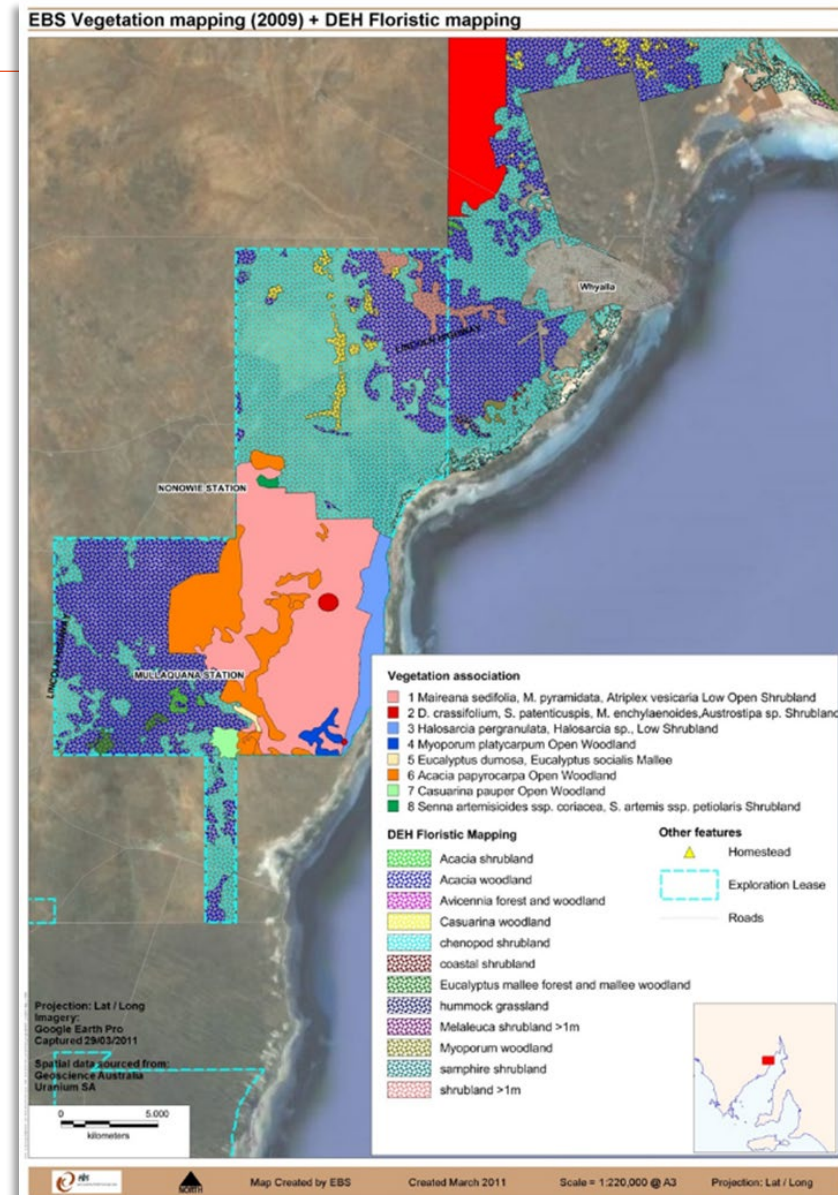 EBS Vegetation mapping (2009) + DEH Floristic mapping
Whyalla
LINCOLN HIGHWAY
NONOWIE STATION
LINCOLN HIGHWAY
MULLAQUANA STATION
Vegetation association
1 Maireana sedifolia, M. pyramidata, Atriplex vesicaria Low Open Shrubland
2 D. crassifolium, S. patenticuspis, M. enchylaenoides,Austrostipa sp. Shrubland
3 Halosarcia pergranulata, Halosarcia sp., Low Shrubland
4 Myoporum platycarpum Open Woodland
5 Eucalyptus dumosa, Eucalyptus socialis Mallee
6 Acacia papyrocarpa Open Woodland
7 Casuarina pauper Open Woodland
8 Senna artemisioides ssp. coriacea, S. artemis ssp. petiolaris Shrubland
DEH Floristic Mapping
Acacia shrubland
Acacia woodland
Avicennia forest and woodland
Casuarina woodland
chenopod shrubland
coastal shrubland
Eucalyptus mallee forest and mallee woodland
hummock grassland
Melaleuca shrubland >1m
Myoporum woodland
samphire shrubland
shrubland >1m
Other features
Homestead
Exploration Lease
Roads
Projection: Lat / Long
Imagery:
Google Earth Pro
Captured 29/03/2011
Spatial data sourced from:
Geoscience Australia
Uranium SA
0 5,000
kilometers
NORTH
Map Created by EBS
Created March 2011
Scale = 1:220,000 @ A3
Projection: Lat / Long